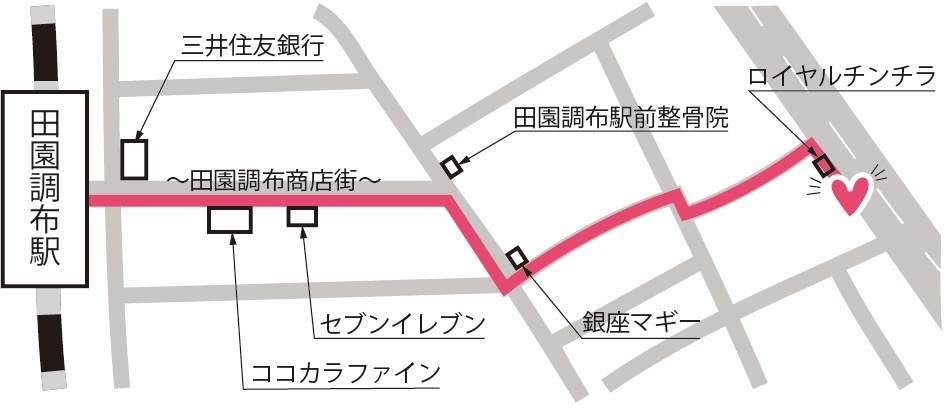 三井住友銀行
ロイヤルチンチラ
田園調布駅前整骨院
田園調布駅
～田園調布商店街～
セブンイレブン
銀座マギー
ココカラファイン